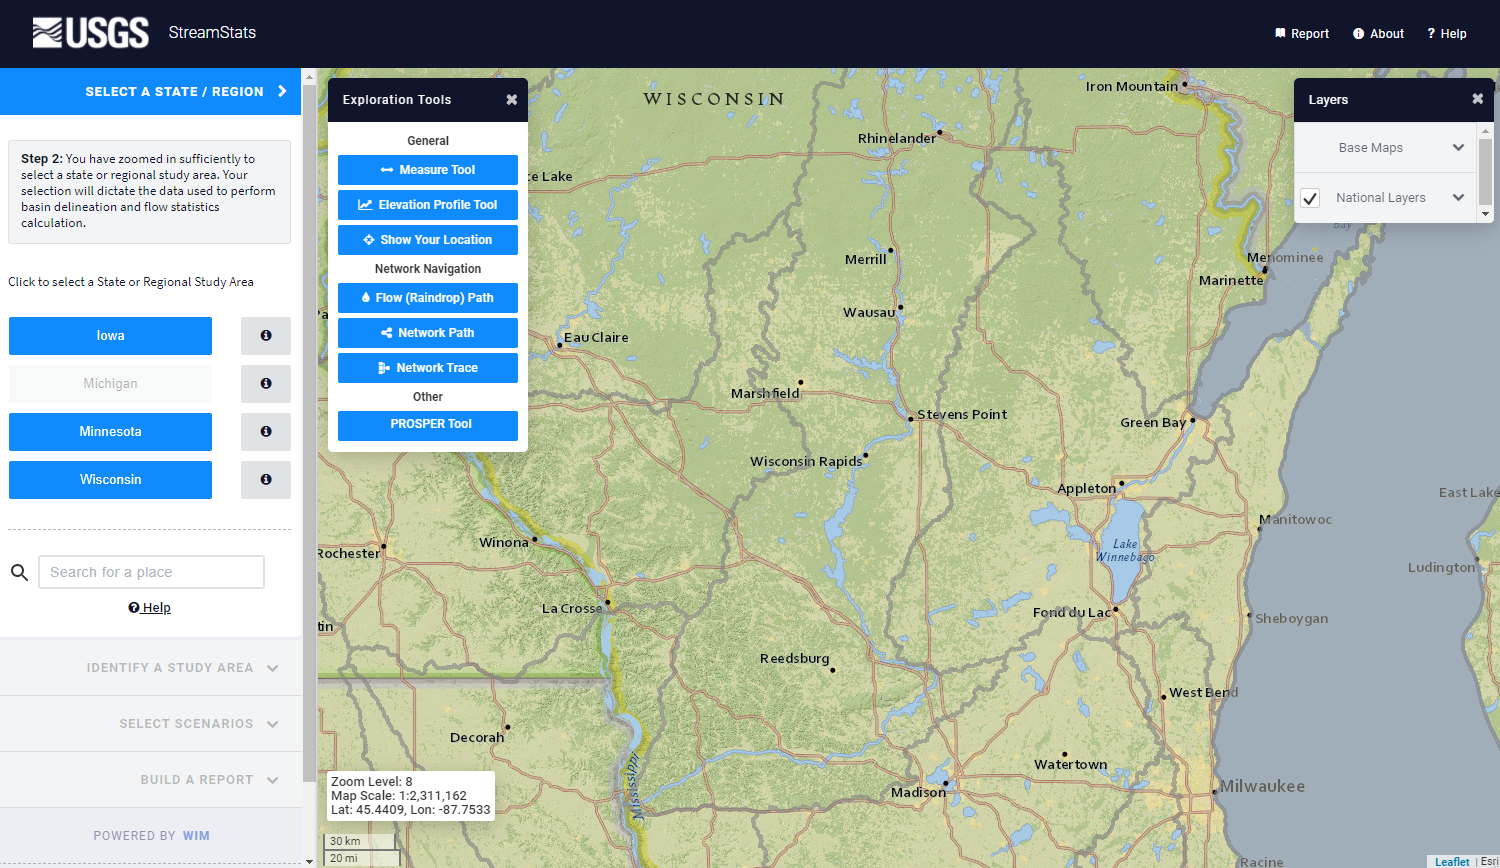 USGS StreamStats
Report
About
? Help
SELECT A STATE / REGION
Step 2: You have zoomed in sufficiently to
select a state or regional study area. Your
selection will dictate the data used to perform
basin delineation and flow statistics
calculation.
Click to select a State or Regional Study Area
Iowa
Michigan
Minnesota
Wisconsin
Search for a place
Help
IDENTIFY A STUDY AREA
SELECT SCENARIOS
BUILD A REPORT
POWERED BY WIM
Exploration Tools
General
Measure Tool
Elevation Profile Tool
Show Your Location
Network Navigation
Flow (Raindrop) Path
Network Path
Network Trace
Other
PROSPER Tool
Layers
Base Maps
National Layers
WISCONSIN
Iron Mountain
Rhinelander
ce Lake
Bay
Menominee
Merrill
Marinette
Wausau
Eau Claire
Marshfield
Stevens Point
Green Bay
Wisconsin Rapids
Appleton
East Lake
Manitowoc
Winona
Lake
Winnebago
Rochester
Ludington
La Crosse
Fond du Lac
Sheboygan
tin
Reedsburg
West Bend
Decorah
Watertown
Mississippi
Madison
Milwaukee
Racine
Zoom Level: 8
Map Scale: 1:2,311,162
Lat: 45.4409, Lon: -87.7533
30 km
20 mi
Leaflet | Esri